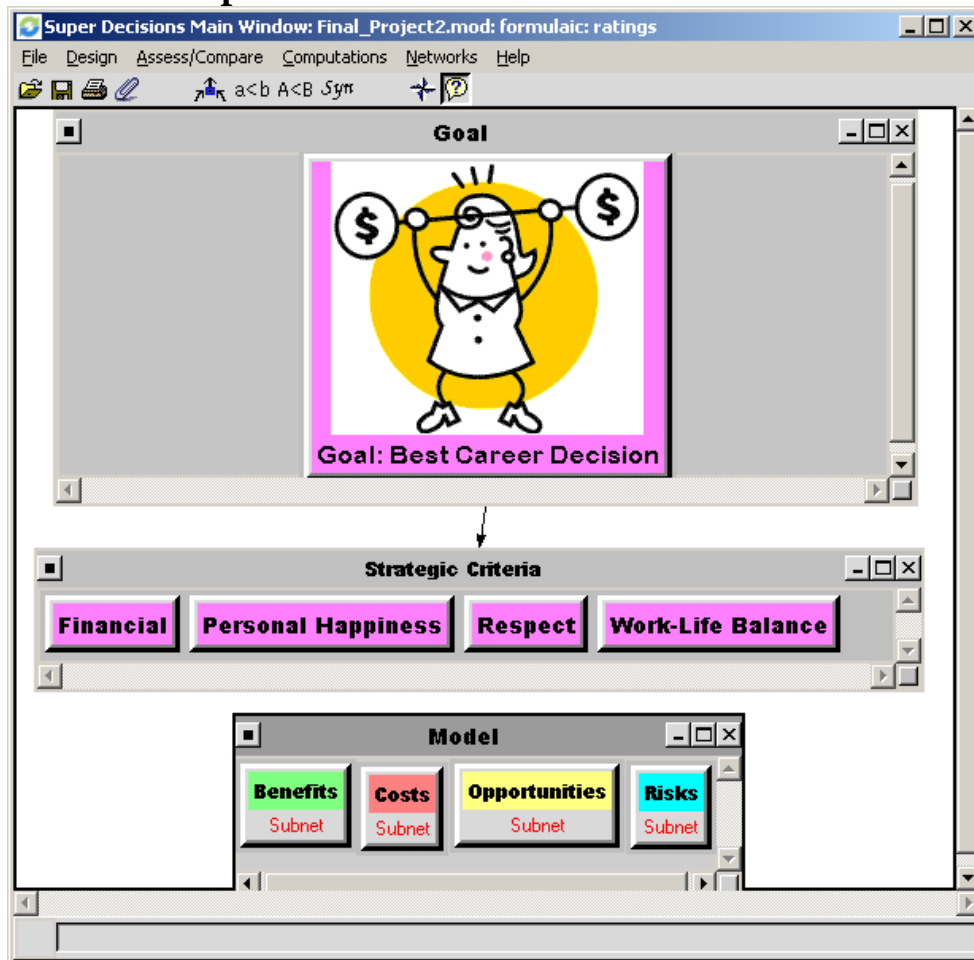 Super Decisions Main Window: Final_Project2.mod: formulaic: ratings
File Design Assess/Compare Computations Networks Help
a<b A<B Syn
Goal
$ $
Goal: Best Career Decision
Strategic Criteria
Financial Personal Happiness Respect Work-Life Balance
Model
Benefits Costs Opportunities Risks
Subnet Subnet Subnet Subnet